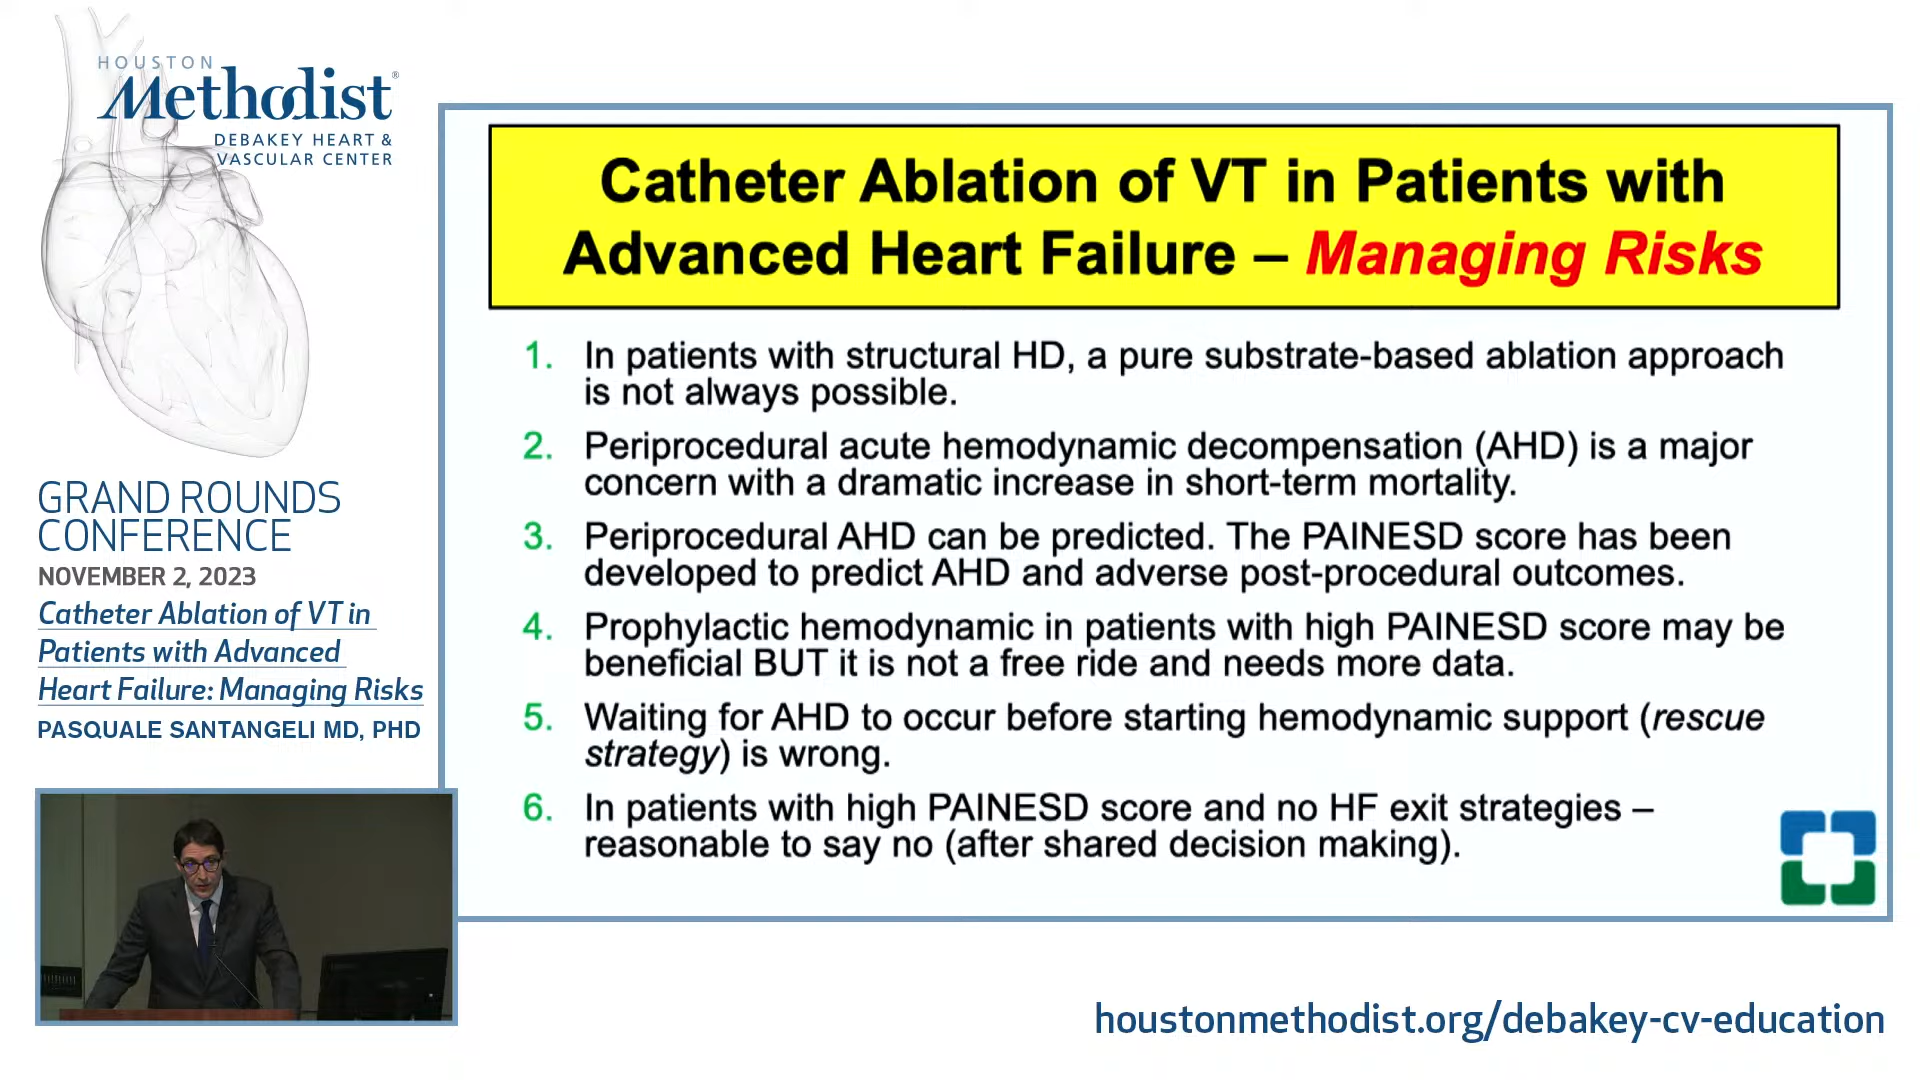 HOUSTON
Methodist®
DEBAKEY HEART &
VASCULAR CENTER
GRAND ROUNDS
CONFERENCE
NOVEMBER 2, 2023
Catheter Ablation of VT in
Patients with Advanced
Heart Failure: Managing Risks
PASQUALE SANTANGELI MD, PHD
Catheter Ablation of VT in Patients with
Advanced Heart Failure – Managing Risks
1. In patients with structural HD, a pure substrate-based ablation approach
is not always possible.
2. Periprocedural acute hemodynamic decompensation (AHD) is a major
concern with a dramatic increase in short-term mortality.
3. Periprocedural AHD can be predicted. The PAINESD score has been
developed to predict AHD and adverse post-procedural outcomes.
4. Prophylactic hemodynamic in patients with high PAINESD score may be
beneficial BUT it is not a free ride and needs more data.
5. Waiting for AHD to occur before starting hemodynamic support (rescue
strategy) is wrong.
6. In patients with high PAINESD score and no HF exit strategies –
reasonable to say no (after shared decision making).
houstonmethodist.org/debakey-cv-education